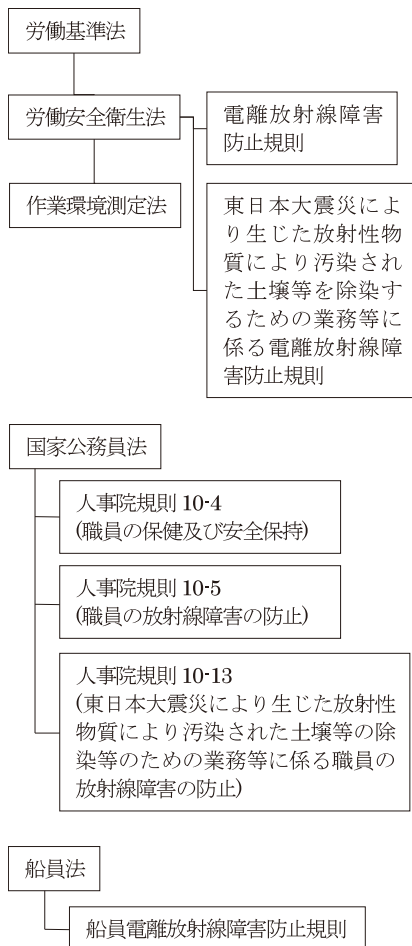 労働基準法
労働安全衛生法
電離放射線障害
防止規則
作業環境測定法
東日本大震災によ
り生じた放射性物
質により汚染され
た土壌等を除染す
るための業務等に
係る電離放射線障
害防止規則
国家公務員法
人事院規則 10-4
(職員の保健及び安全保持)
人事院規則 10-5
(職員の放射線障害の防止)
人事院規則 10-13
(東日本大震災により生じた放射性
物質により汚染された土壌等の除
染等のための業務等に係る職員の
放射線障害の防止)
船員法
船員電離放射線障害防止規則